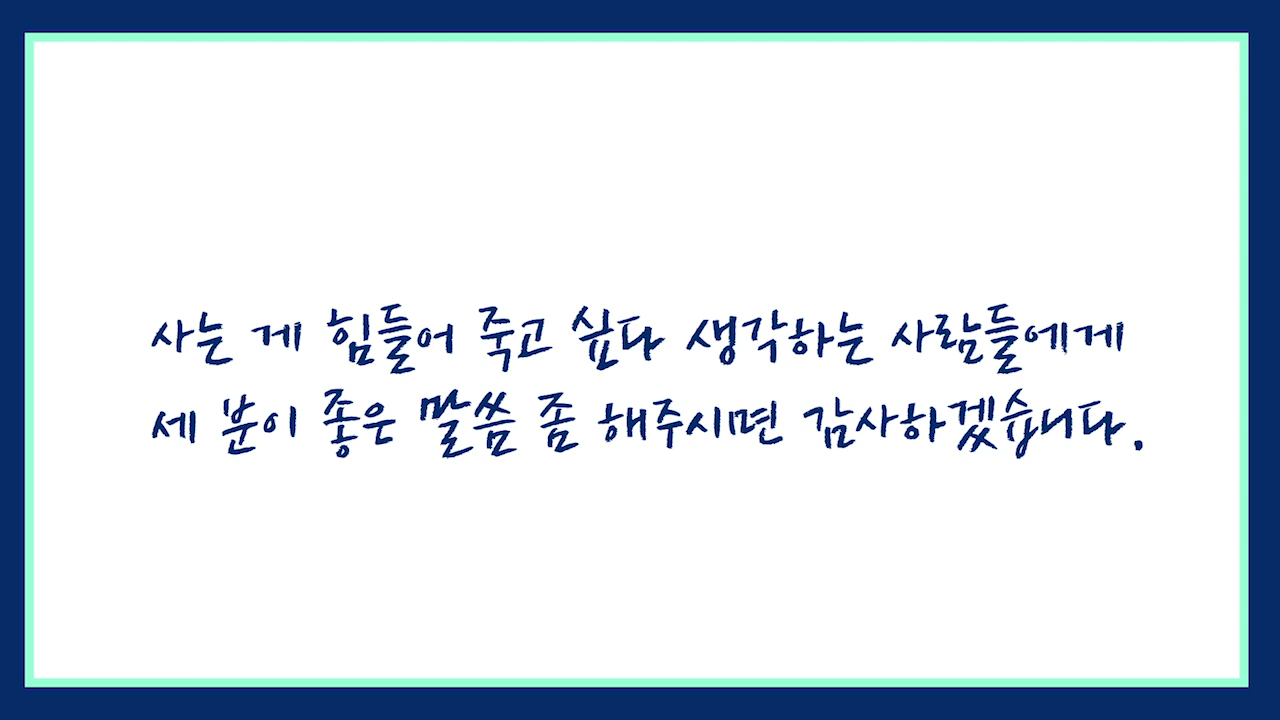 사는 게 힘들어 죽고 싶다 생각하는 사람들에게
세 분이 좋은 말씀 좀 해주시면 감사하겠습니다.